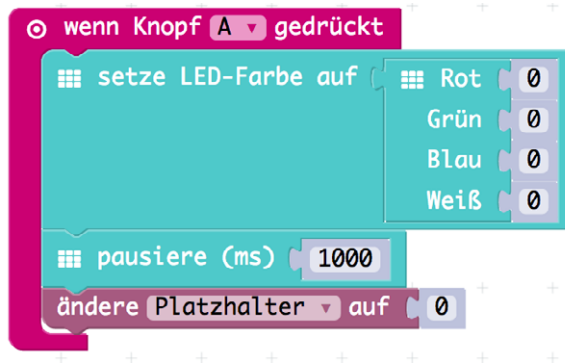 wenn Knopf A gedrückt
setze LED-Farbe auf Rot 0
Grün 0
Blau 0
Weiß 0
pausiere (ms) 1000
ändere Platzhalter auf 0